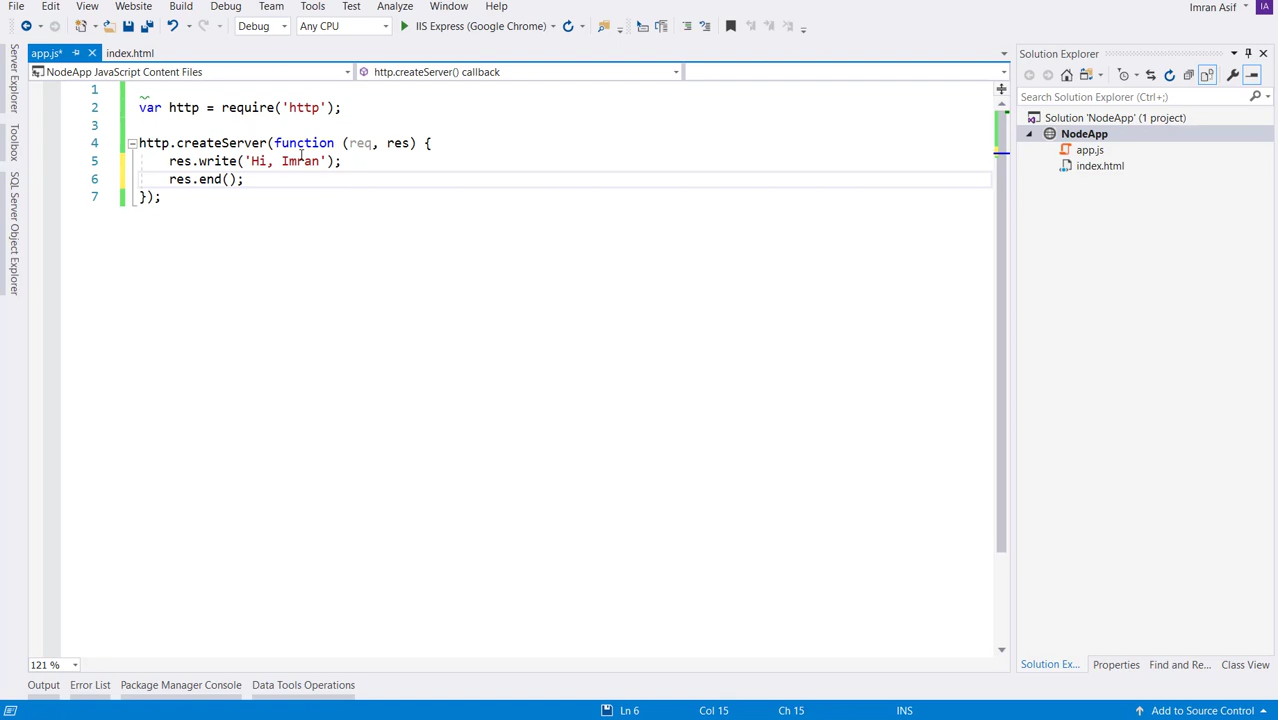 File Edit View Website Build Debug Team Tools Test Analyze Window Help Imran Asif IA
Debug Any CPU IIS Express (Google Chrome)
app.js* index.html
NodeApp JavaScript Content Files http.createServer() callback
1
2 var http = require('http');
3
4 http.createServer(function (req, res) {
5 res.write('Hi, Imran');
6 res.end();
7 });
121 %
Server Explorer
Toolbox
SQL Server Object Explorer
Solution Explorer
Search Solution Explorer (Ctrl+;)
Solution 'NodeApp' (1 project)
NodeApp
app.js
index.html
Solution Ex... Properties Find and Re... Class View
Output Error List Package Manager Console Data Tools Operations
Ln 6 Col 15 Ch 15 INS Add to Source Control